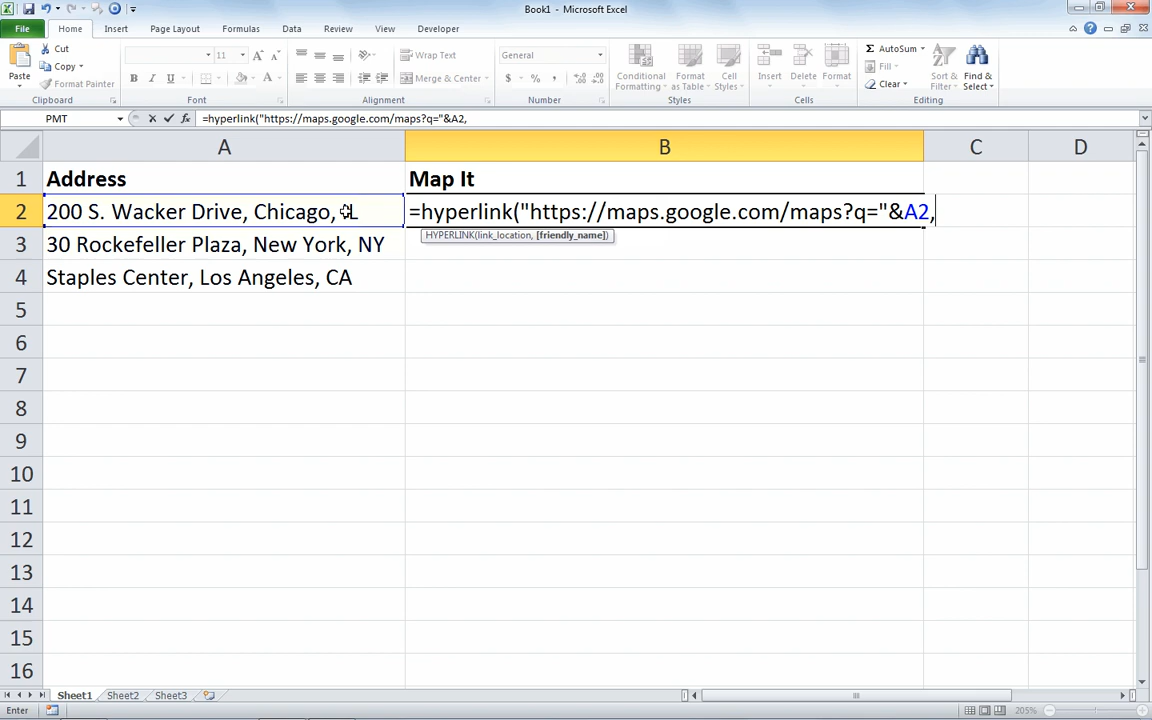 Book1 - Microsoft Excel
File Home Insert Page Layout Formulas Data Review View Developer
Paste
Cut
Copy
Format Painter
Clipboard
11
Font
Wrap Text
Merge & Center
Alignment
General
Number
Conditional Formatting
Format as Table
Cell Styles
Styles
Insert
Delete
Format
Cells
AutoSum
Fill
Clear
Sort & Filter
Find & Select
Editing
PMT =hyperlink("https://maps.google.com/maps?q="&A2,
A B C D
1 Address Map It
2 200 S. Wacker Drive, Chicago, IL =hyperlink("https://maps.google.com/maps?q="&A2,
HYPERLINK(link_location, [friendly_name])
3 30 Rockefeller Plaza, New York, NY
4 Staples Center, Los Angeles, CA
5
6
7
8
9
10
11
12
13
14
15
16
Sheet1 Sheet2 Sheet3
Enter 205%